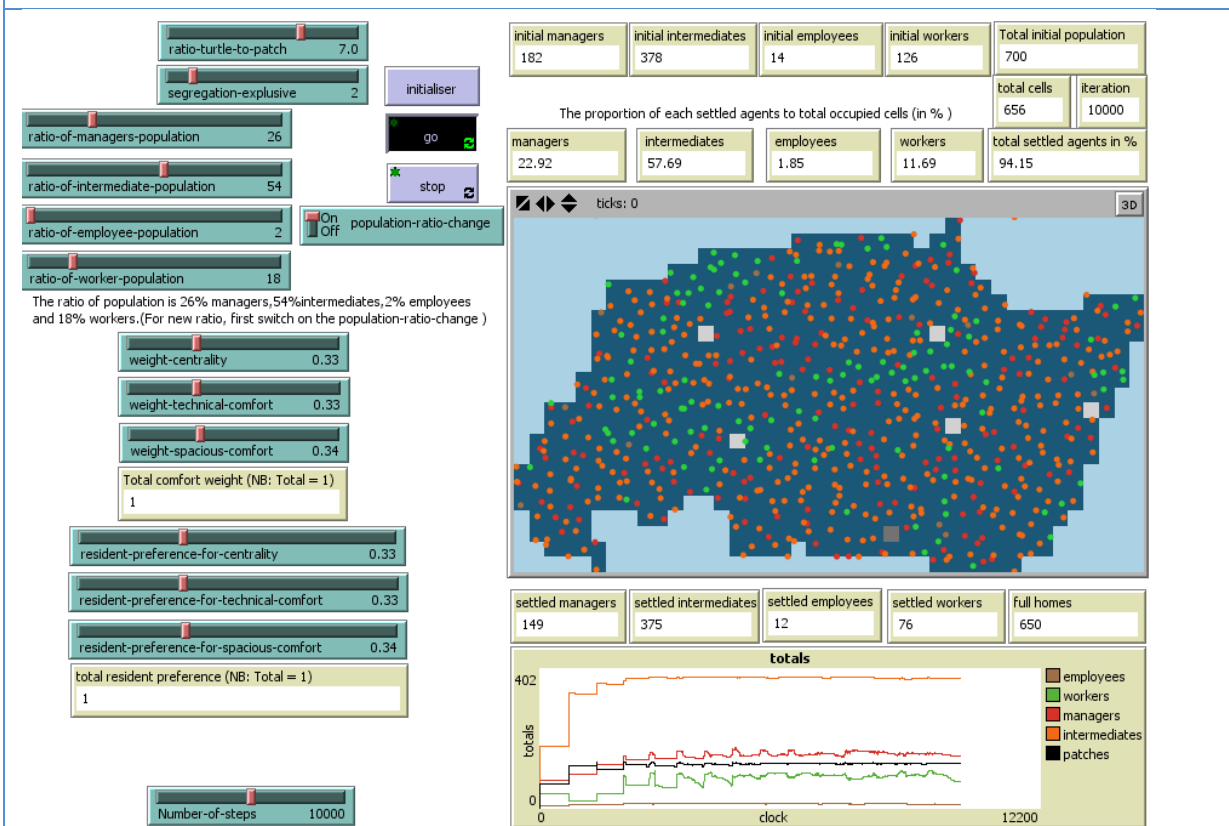 ratio-turtle-to-patch 7.0
segregation-explusive 2
ratio-of-managers-population 26
ratio-of-intermediate-population 54
ratio-of-employee-population 2
ratio-of-worker-population 18
initialiser
go
stop
On
Off
population-ratio-change
The ratio of population is 26% managers,54%intermediates,2% employees
and 18% workers.(For new ratio, first switch on the population-ratio-change )
weight-centrality 0.33
weight-technical-comfort 0.33
weight-spacious-comfort 0.34
Total comfort weight (NB: Total = 1)
1
resident-preference-for-centrality 0.33
resident-preference-for-technical-comfort 0.33
resident-preference-for-spacious-comfort 0.34
total resident preference (NB: Total = 1)
1
Number-of-steps 10000
initial managers
182
initial intermediates
378
initial employees
14
initial workers
126
Total initial population
700
total cells
656
iteration
10000
The proportion of each settled agents to total occupied cells (in % )
managers
22.92
intermediates
57.69
employees
1.85
workers
11.69
total settled agents in %
94.15
ticks: 0
3D
settled managers
149
settled intermediates
375
settled employees
12
settled workers
76
full homes
650
totals
402
totals
0
0
clock
12200
employees
workers
managers
intermediates
patches